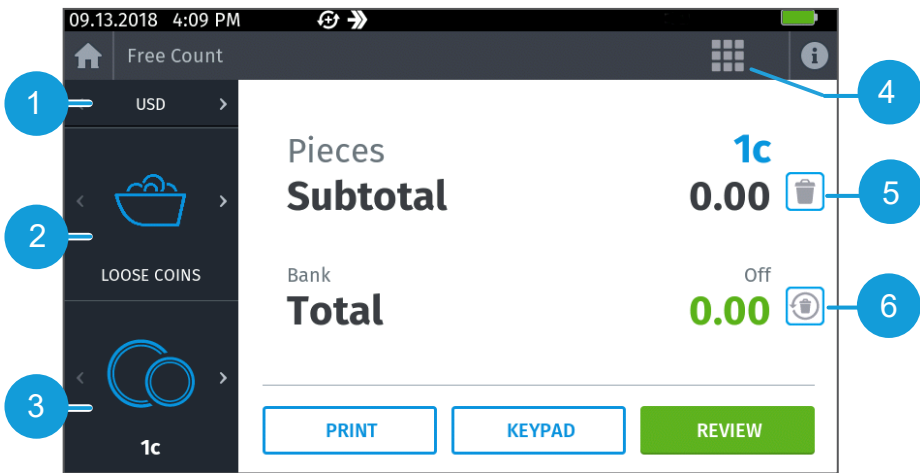 09.13.2018 4:09 PM
Free Count
1
USD
4
Pieces
1c
Subtotal
0.00
5
2
LOOSE COINS
Bank
Off
Total
0.00
6
3
1c
PRINT
KEYPAD
REVIEW